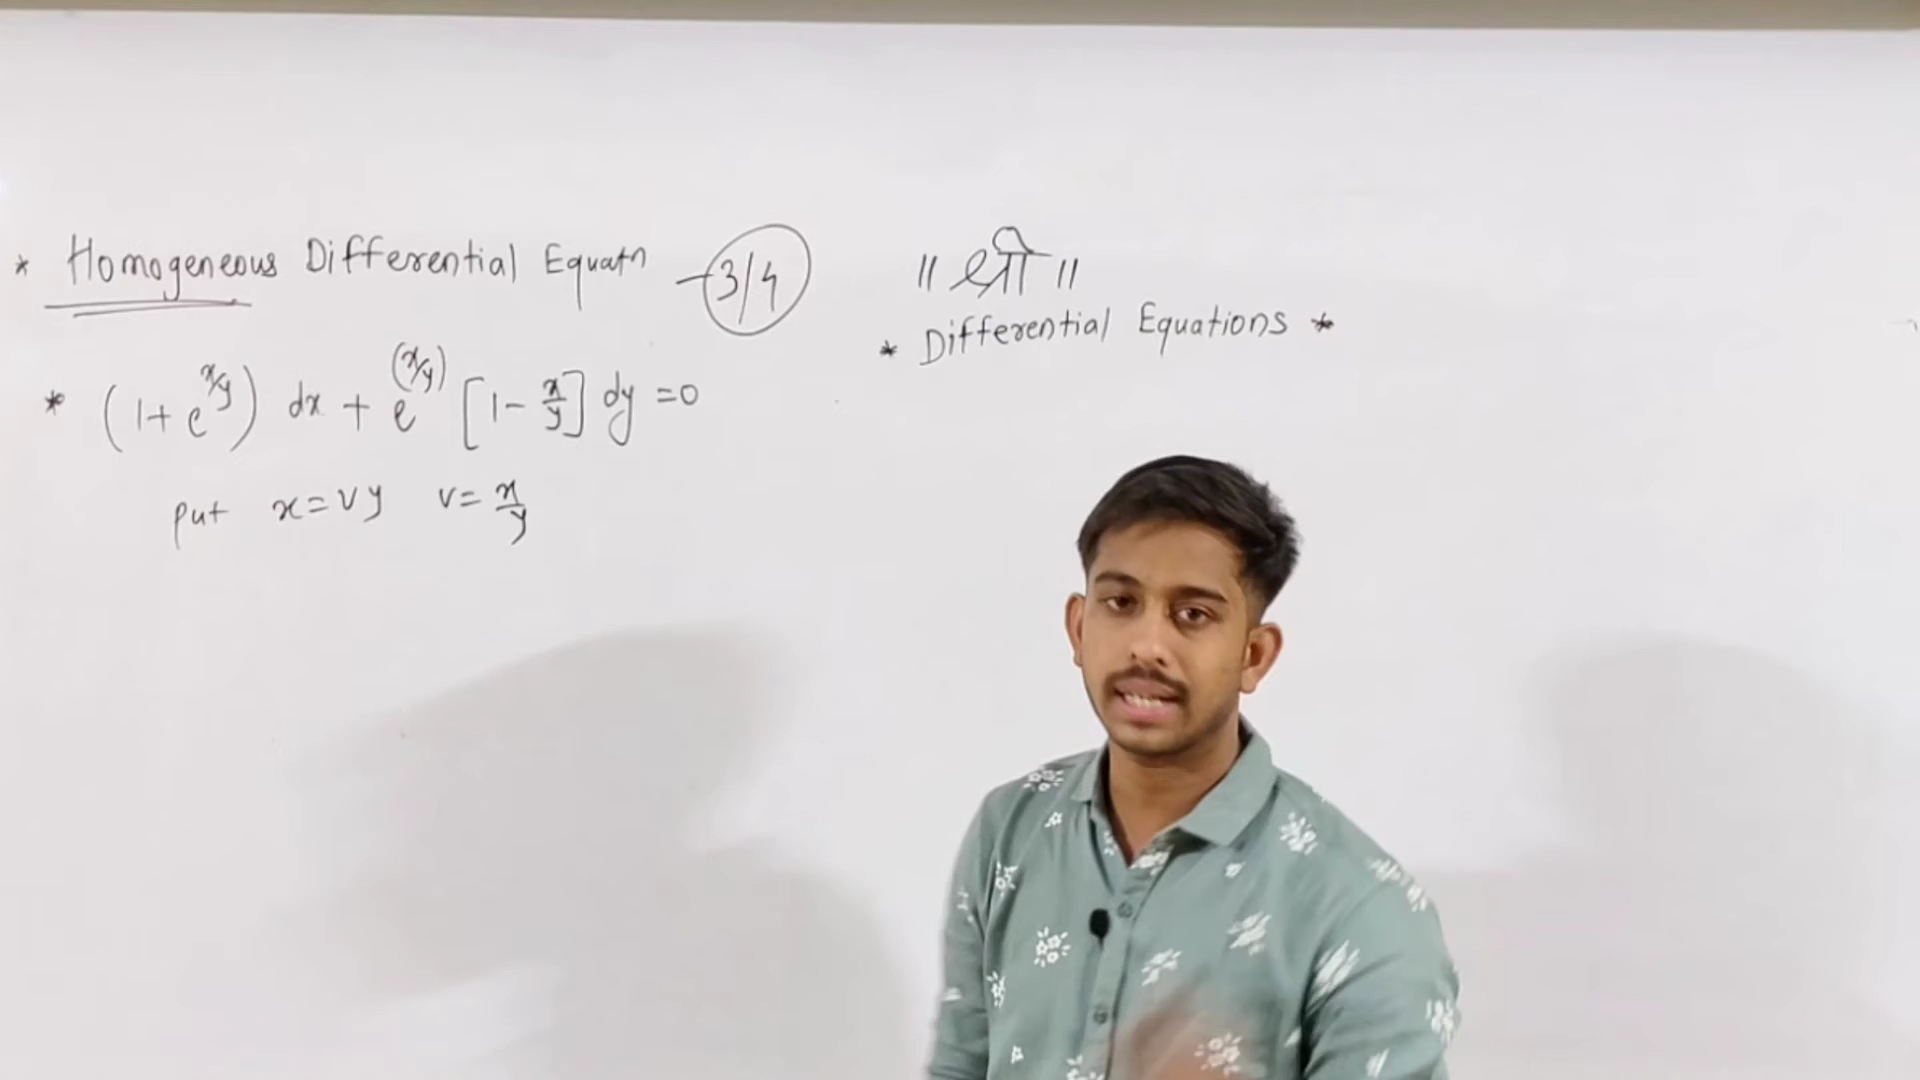 * Homogeneous Differential Equatn - 3/4
* (1+e^{x/y}) dx + e^{(x/y)} [1- x/y] dy =0
put x=vy v= x/y
|| श्री ||
* Differential Equations *